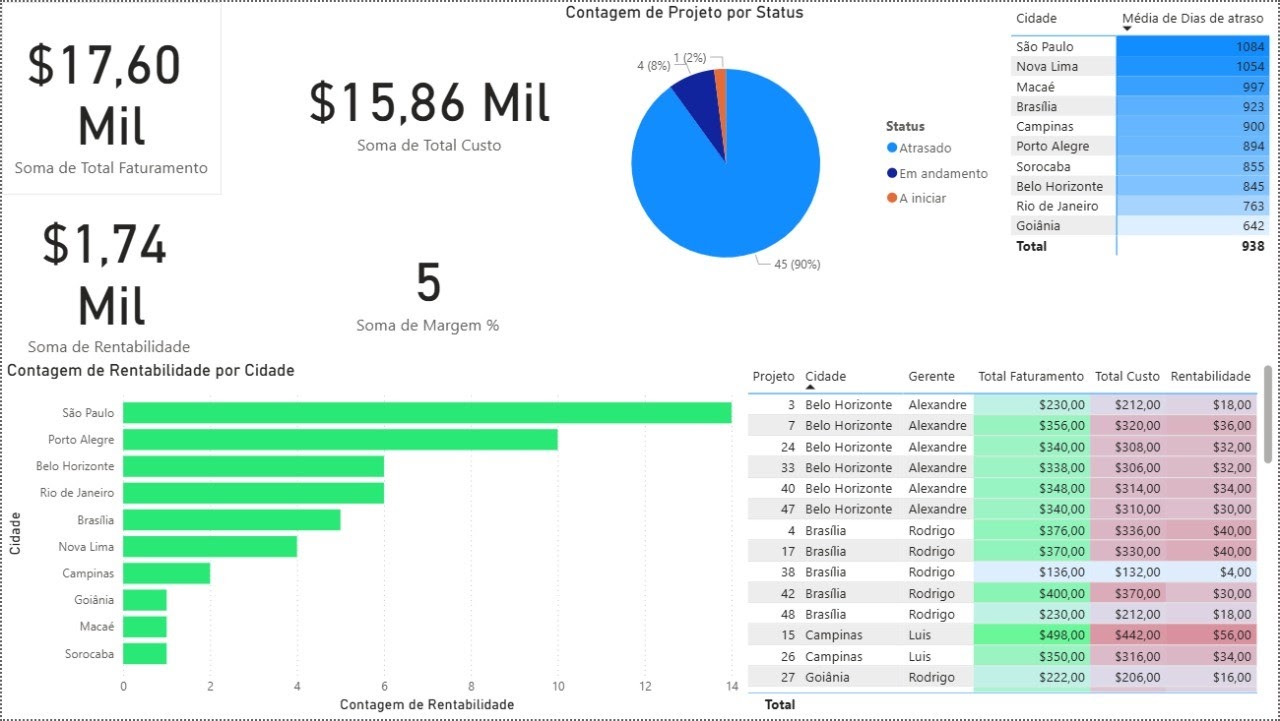 $17,60
Mil
Soma de Total Faturamento
$15,86 Mil
Soma de Total Custo
$1,74
Mil
Soma de Rentabilidade
5
Soma de Margem %
Contagem de Projeto por Status
4 (8%)
1 (2%)
45 (90%)
Status
Atrasado
Em andamento
A iniciar
Cidade Média de Dias de atraso
São Paulo 1084
Nova Lima 1054
Macaé 997
Brasília 923
Campinas 900
Porto Alegre 894
Sorocaba 855
Belo Horizonte 845
Rio de Janeiro 763
Goiânia 642
Total 938
Contagem de Rentabilidade por Cidade
Cidade
São Paulo
Porto Alegre
Belo Horizonte
Rio de Janeiro
Brasília
Nova Lima
Campinas
Goiânia
Macaé
Sorocaba
0 2 4 6 8 10 12 14
Contagem de Rentabilidade
Projeto Cidade Gerente Total Faturamento Total Custo Rentabilidade
3 Belo Horizonte Alexandre $230,00 $212,00 $18,00
7 Belo Horizonte Alexandre $356,00 $320,00 $36,00
24 Belo Horizonte Alexandre $340,00 $308,00 $32,00
33 Belo Horizonte Alexandre $338,00 $306,00 $32,00
40 Belo Horizonte Alexandre $348,00 $314,00 $34,00
47 Belo Horizonte Alexandre $340,00 $310,00 $30,00
4 Brasília Rodrigo $376,00 $336,00 $40,00
17 Brasília Rodrigo $370,00 $330,00 $40,00
38 Brasília Rodrigo $136,00 $132,00 $4,00
42 Brasília Rodrigo $400,00 $370,00 $30,00
48 Brasília Rodrigo $230,00 $212,00 $18,00
15 Campinas Luis $498,00 $442,00 $56,00
26 Campinas Luis $350,00 $316,00 $34,00
27 Goiânia Rodrigo $222,00 $206,00 $16,00
Total